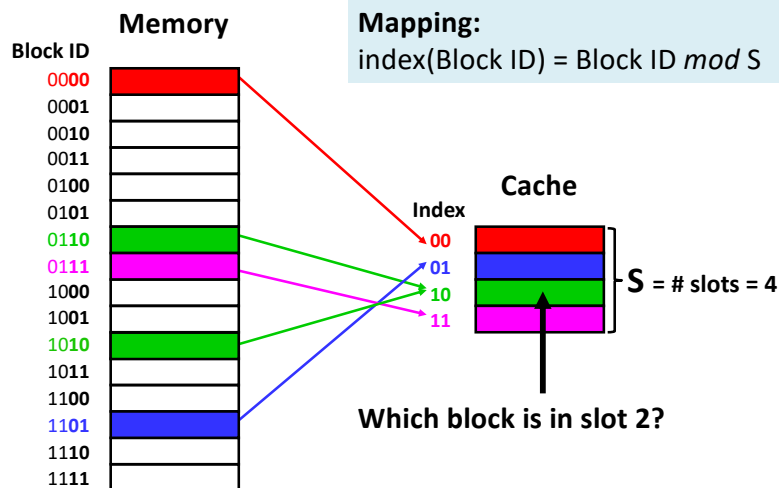 Memory
Block ID
0000
0001
0010
0011
0100
0101
0110
0111
1000
1001
1010
1011
1100
1101
1110
1111
Mapping:
index(Block ID) = Block ID mod S
Cache
Index
00
01
10
11
S = # slots = 4
Which block is in slot 2?